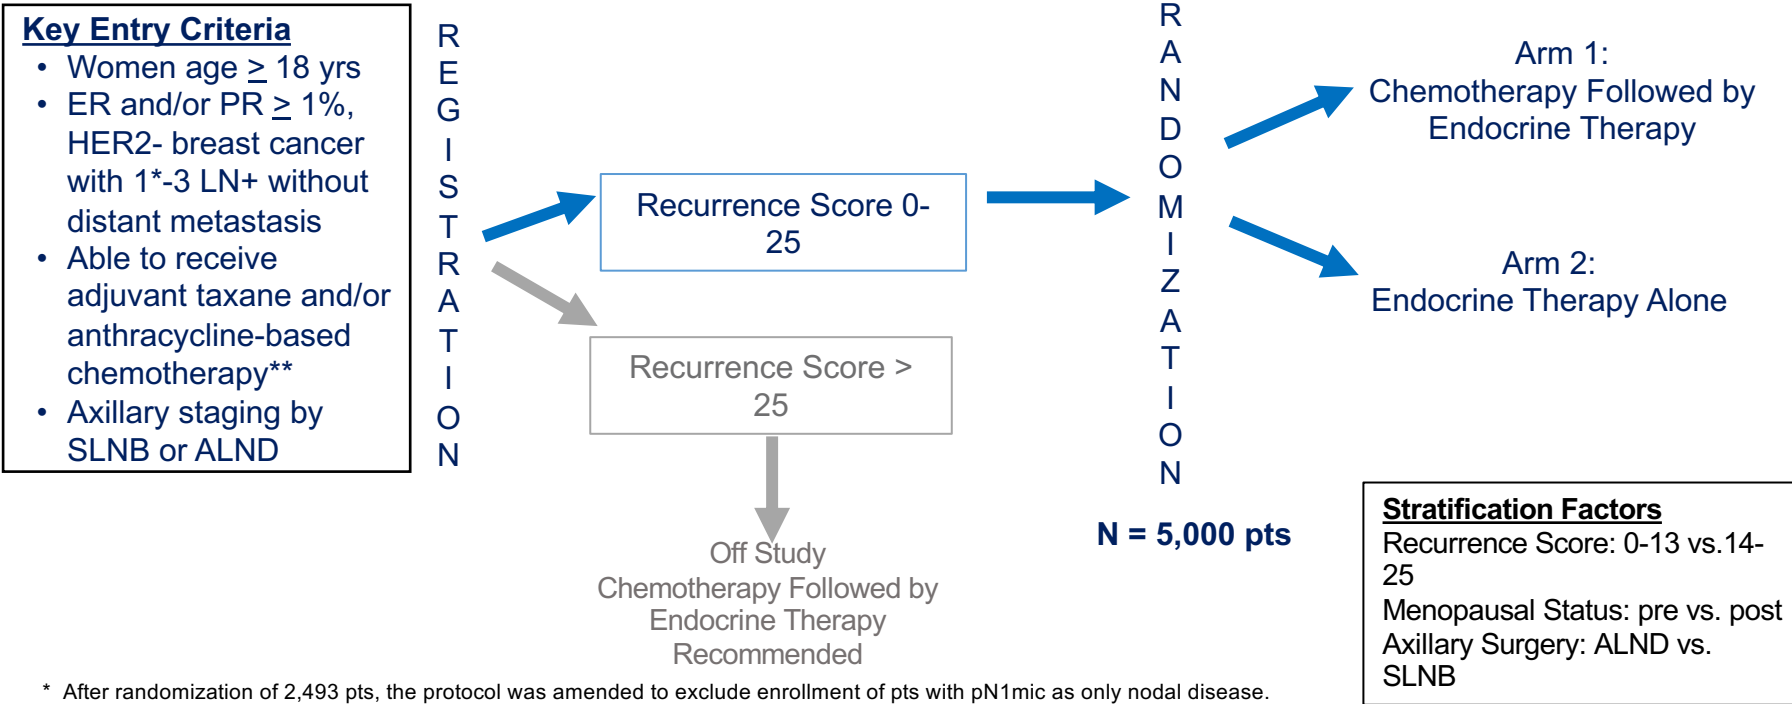 Key Entry Criteria
• Women age ≥ 18 yrs
• ER and/or PR ≥ 1%,
HER2- breast cancer
with 1*-3 LN+ without
distant metastasis
• Able to receive
adjuvant taxane and/or
anthracycline-based
chemotherapy**
• Axillary staging by
SLNB or ALND
REGISTRATION
Recurrence Score 0-
25
Recurrence Score >
25
Off Study
Chemotherapy Followed by
Endocrine Therapy
Recommended
RANDOMIZATION
N = 5,000 pts
Arm 1:
Chemotherapy Followed by
Endocrine Therapy
Arm 2:
Endocrine Therapy Alone
Stratification Factors
Recurrence Score: 0-13 vs.14-
25
Menopausal Status: pre vs. post
Axillary Surgery: ALND vs.
SLNB
* After randomization of 2,493 pts, the protocol was amended to exclude enrollment of pts with pN1mic as only nodal disease.